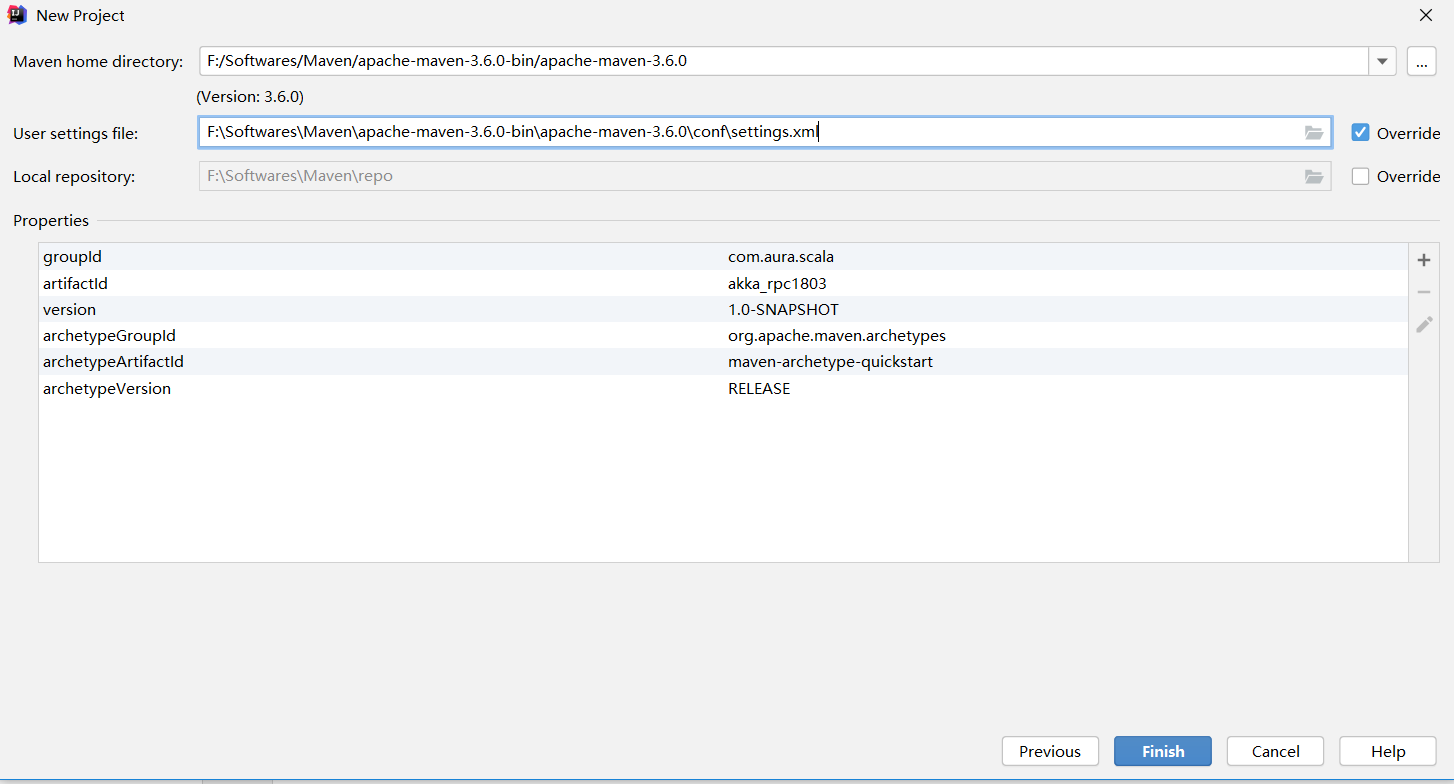 New Project
Maven home directory: F:/Softwares/Maven/apache-maven-3.6.0-bin/apache-maven-3.6.0 ...
(Version: 3.6.0)
User settings file: F:\Softwares\Maven\apache-maven-3.6.0-bin\apache-maven-3.6.0\conf\settings.xml Override
Local repository: F:\Softwares\Maven\repo Override
Properties
groupId com.aura.scala
artifactId akka_rpc1803
version 1.0-SNAPSHOT
archetypeGroupId org.apache.maven.archetypes
archetypeArtifactId maven-archetype-quickstart
archetypeVersion RELEASE
Previous Finish Cancel Help